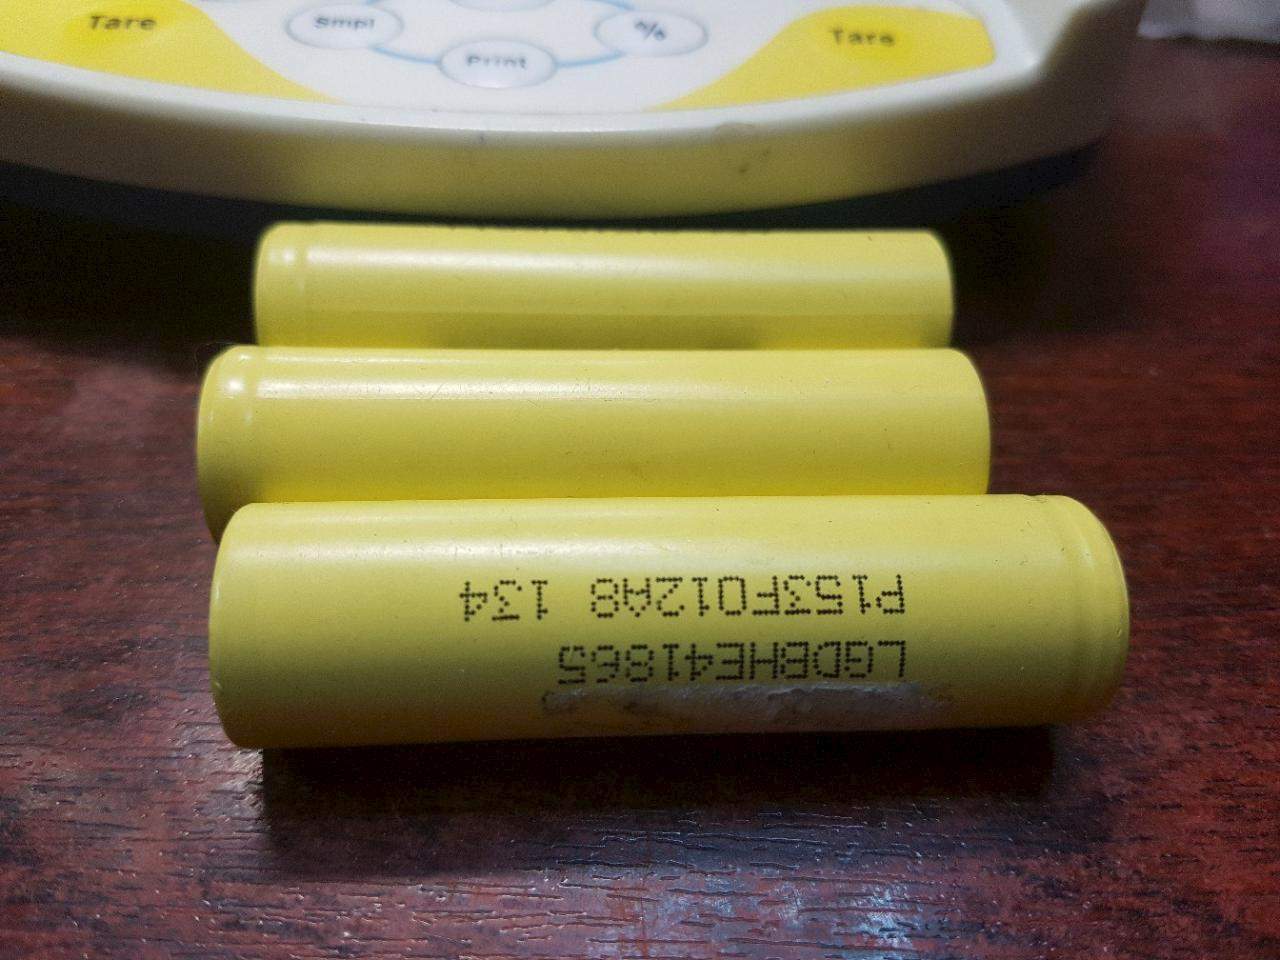 Tare
Smpl
Print
%
Tare
LGDBHE41865
P153F012A8 134